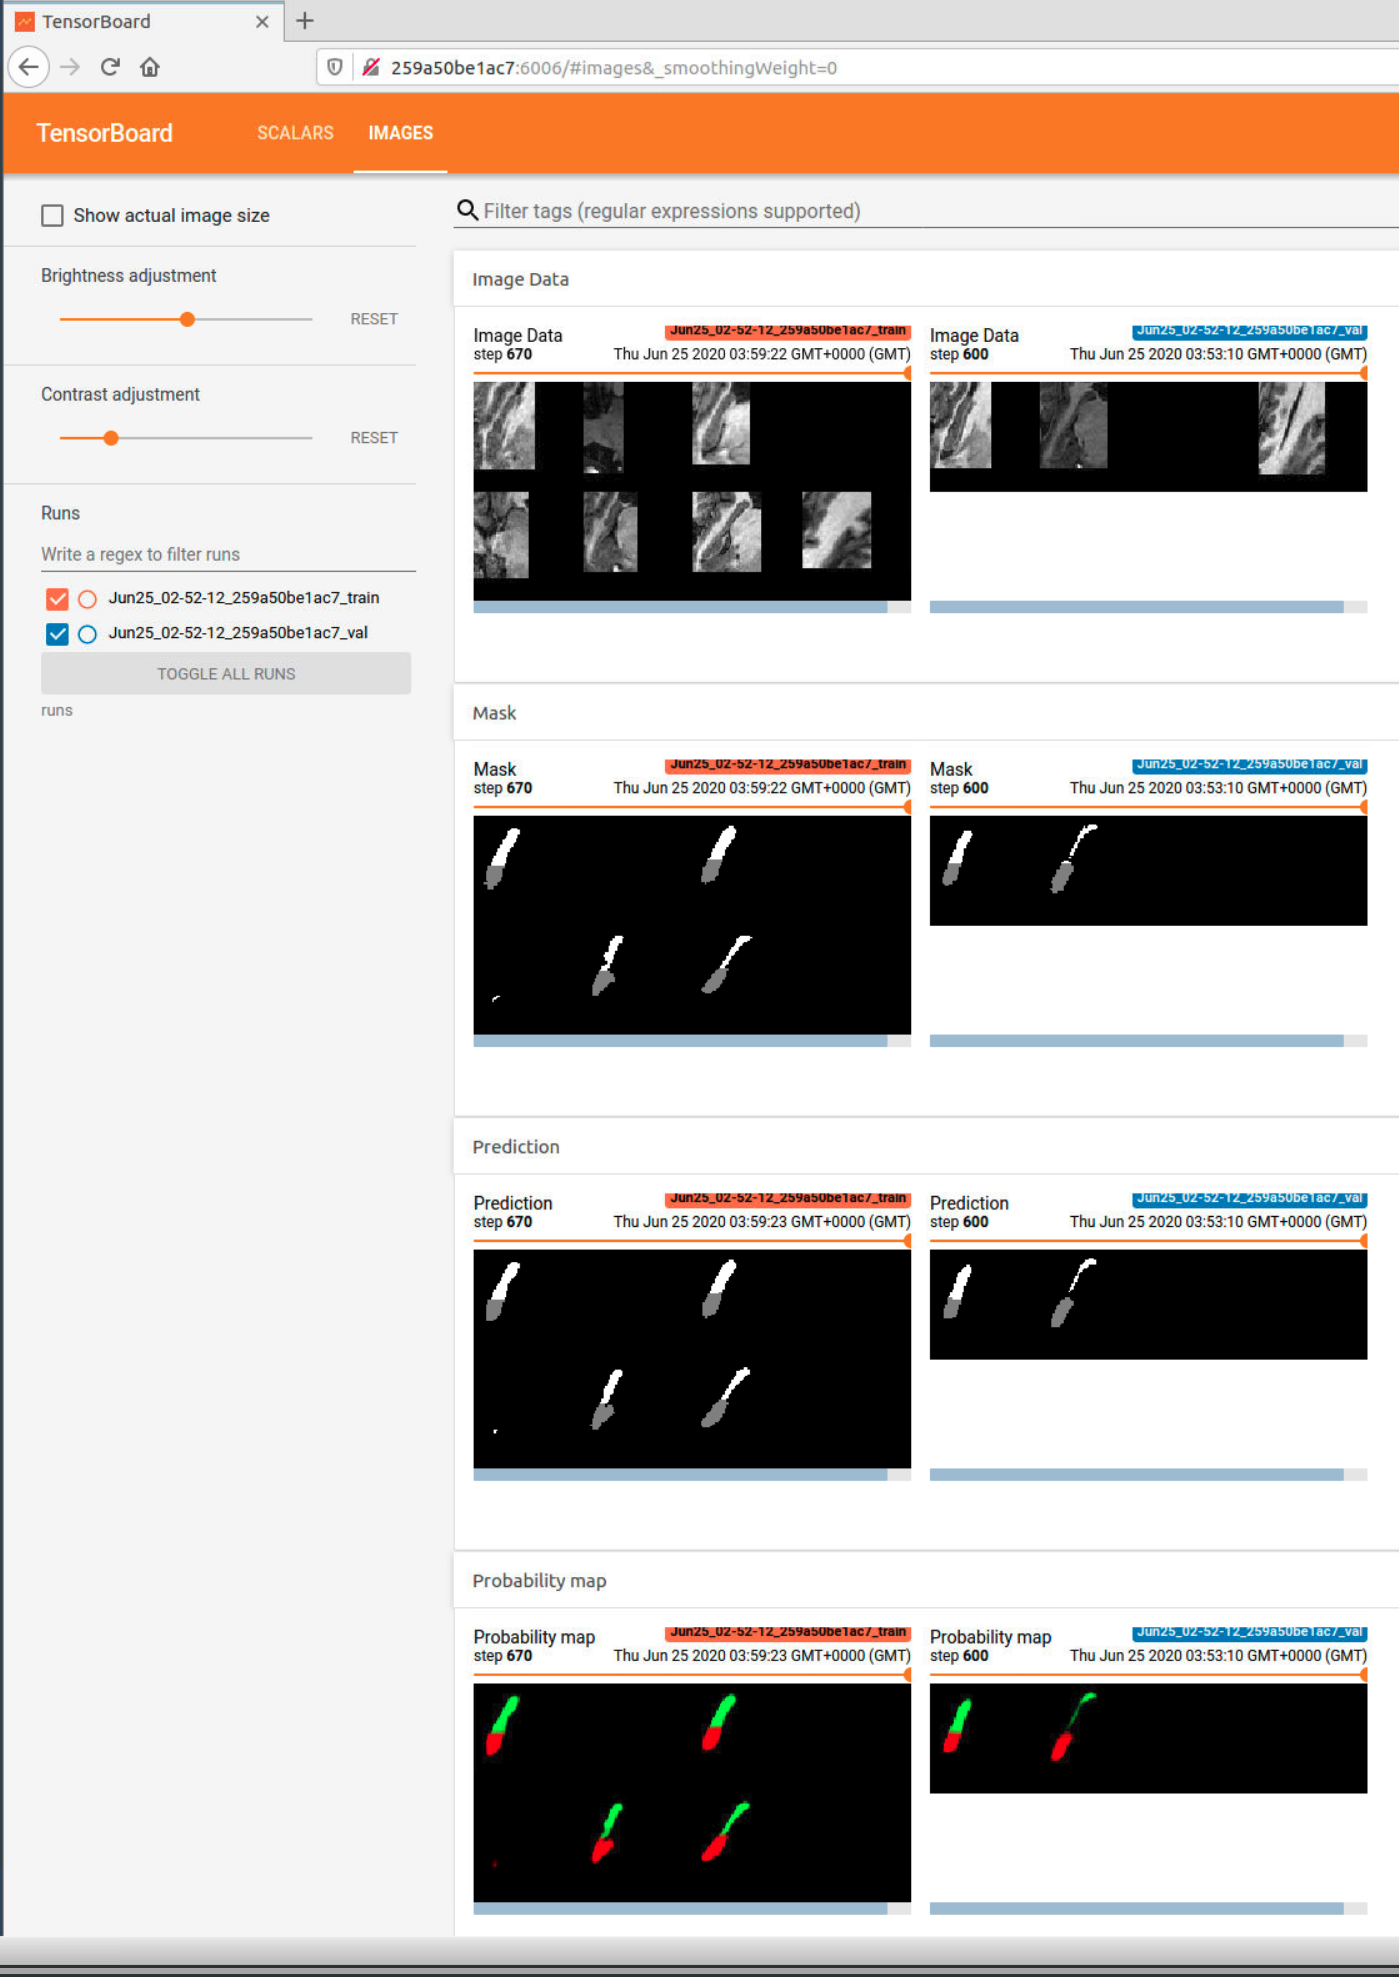 TensorBoard
259a50be1ac7:6006/#images&_smoothingWeight=0
TensorBoard SCALARS IMAGES
Show actual image size
Brightness adjustment
RESET
Contrast adjustment
RESET
Runs
Write a regex to filter runs
Jun25_02-52-12_259a50be1ac7_train
Jun25_02-52-12_259a50be1ac7_val
TOGGLE ALL RUNS
runs
Filter tags (regular expressions supported)
Image Data
Image Data Jun25_02-52-12_259a50be1ac7_train
step 670 Thu Jun 25 2020 03:59:22 GMT+0000 (GMT)
Image Data Jun25_02-52-12_259a50be1ac7_val
step 600 Thu Jun 25 2020 03:53:10 GMT+0000 (GMT)
Mask
Mask Jun25_02-52-12_259a50be1ac7_train
step 670 Thu Jun 25 2020 03:59:22 GMT+0000 (GMT)
Mask Jun25_02-52-12_259a50be1ac7_val
step 600 Thu Jun 25 2020 03:53:10 GMT+0000 (GMT)
Prediction
Prediction Jun25_02-52-12_259a50be1ac7_train
step 670 Thu Jun 25 2020 03:59:23 GMT+0000 (GMT)
Prediction Jun25_02-52-12_259a50be1ac7_val
step 600 Thu Jun 25 2020 03:53:10 GMT+0000 (GMT)
Probability map
Probability map Jun25_02-52-12_259a50be1ac7_train
step 670 Thu Jun 25 2020 03:59:23 GMT+0000 (GMT)
Probability map Jun25_02-52-12_259a50be1ac7_val
step 600 Thu Jun 25 2020 03:53:10 GMT+0000 (GMT)